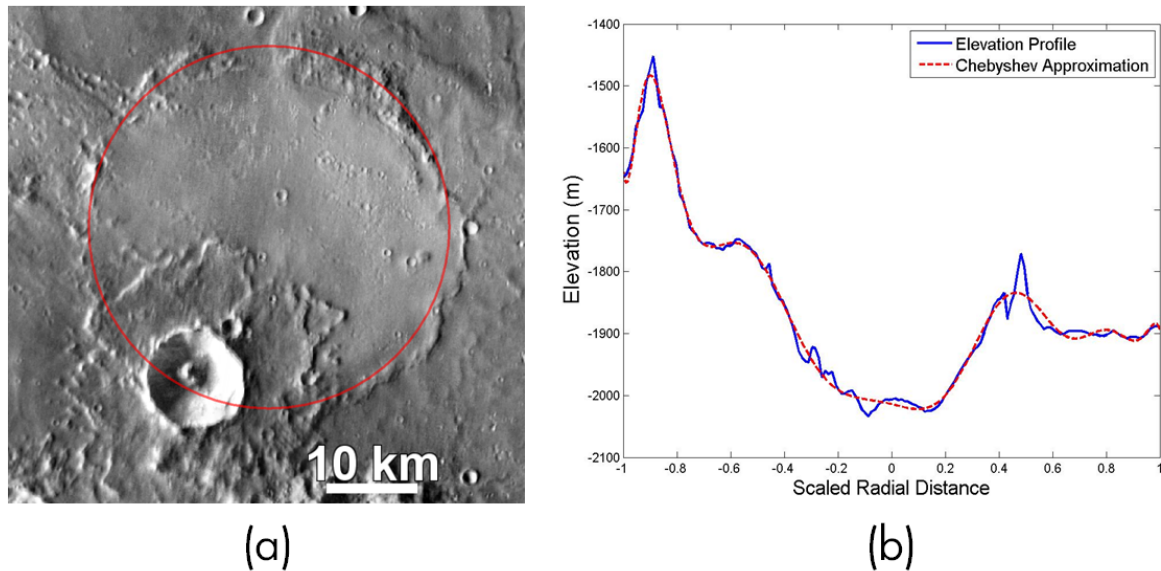 10 km
(a)
Elevation (m)
-1400
-1500
-1600
-1700
-1800
-1900
-2000
-2100
Elevation Profile
Chebyshev Approximation
-1 -0.8 -0.6 -0.4 -0.2 0 0.2 0.4 0.6 0.8 1
Scaled Radial Distance
(b)